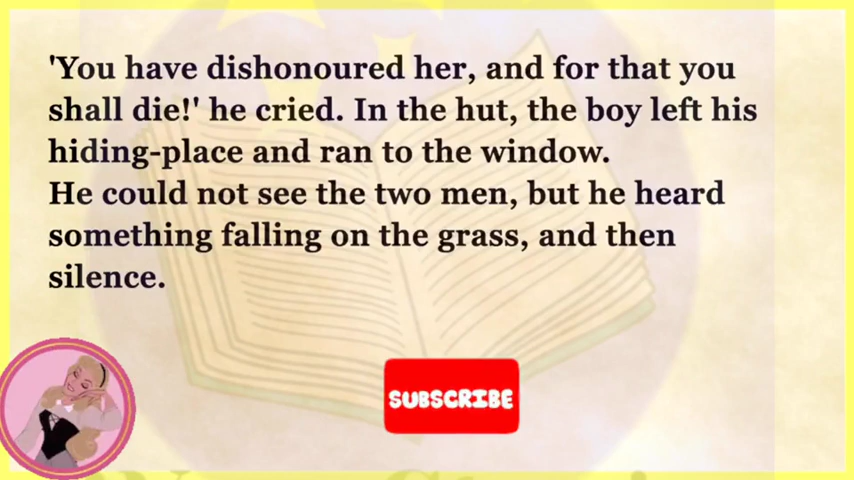 'You have dishonoured her, and for that you
shall die!' he cried. In the hut, the boy left his
hiding-place and ran to the window.
He could not see the two men, but he heard
something falling on the grass, and then
silence.
SUBSCRIBE